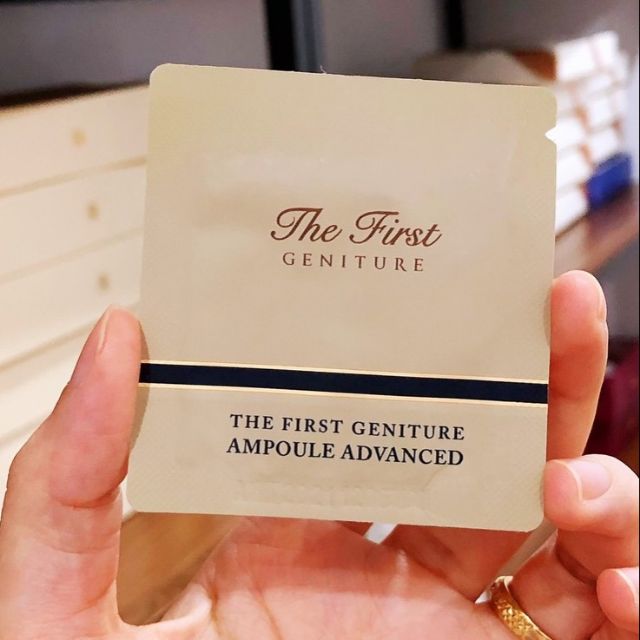 The First
GENITURE
THE FIRST GENITURE
AMPOULE ADVANCED